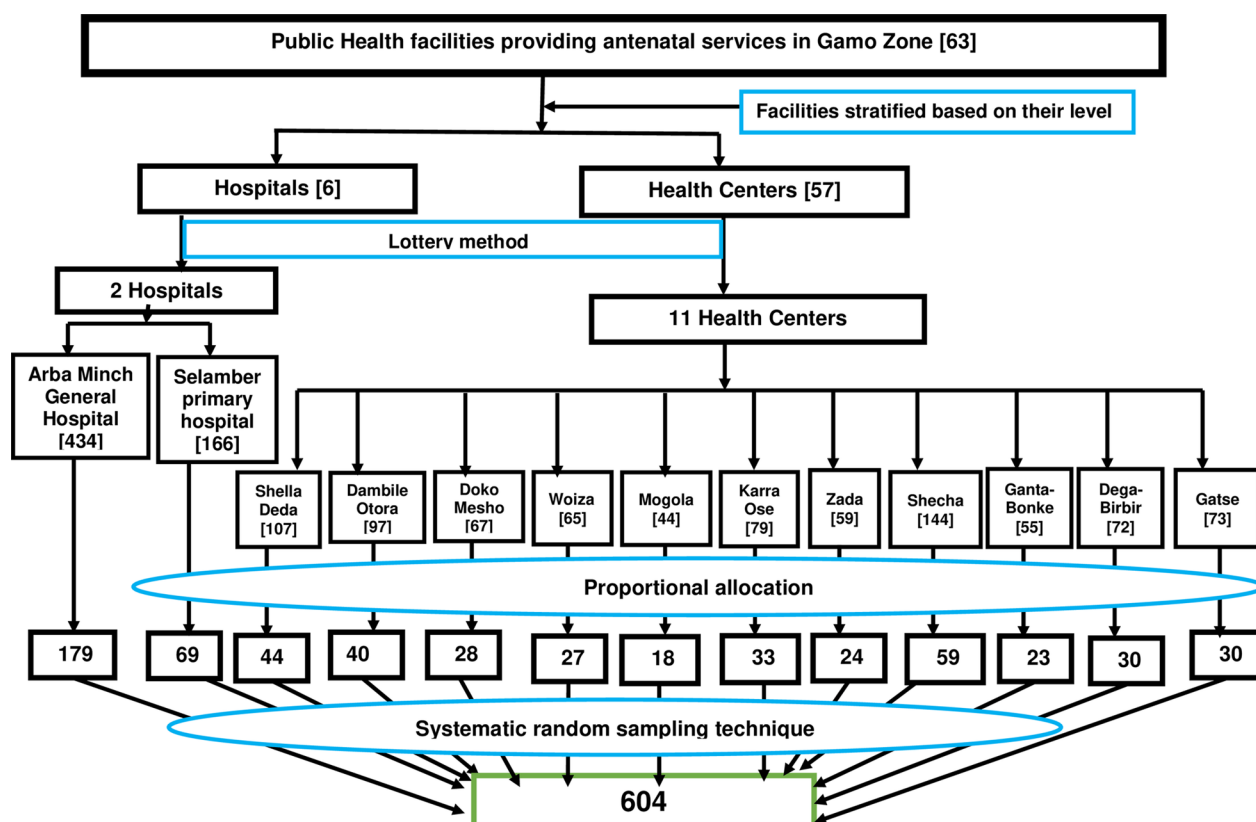 Public Health facilities providing antenatal services in Gamo Zone [63]
Facilities stratified based on their level
Hospitals [6]
Health Centers [57]
Lottery method
2 Hospitals
11 Health Centers
Arba Minch
General
Hospital
[434]
Selamber
primary
hospital
[166]
Shella
Deda
[107]
Dambile
Otora
[97]
Doko
Mesho
[67]
Woiza
[65]
Mogola
[44]
Karra
Ose
[79]
Zada
[59]
Shecha
[144]
Ganta-
Bonke
[55]
Dega-
Birbir
[72]
Gatse
[73]
Proportional allocation
179
69
44
40
28
27
18
33
24
59
23
30
30
Systematic random sampling technique
604